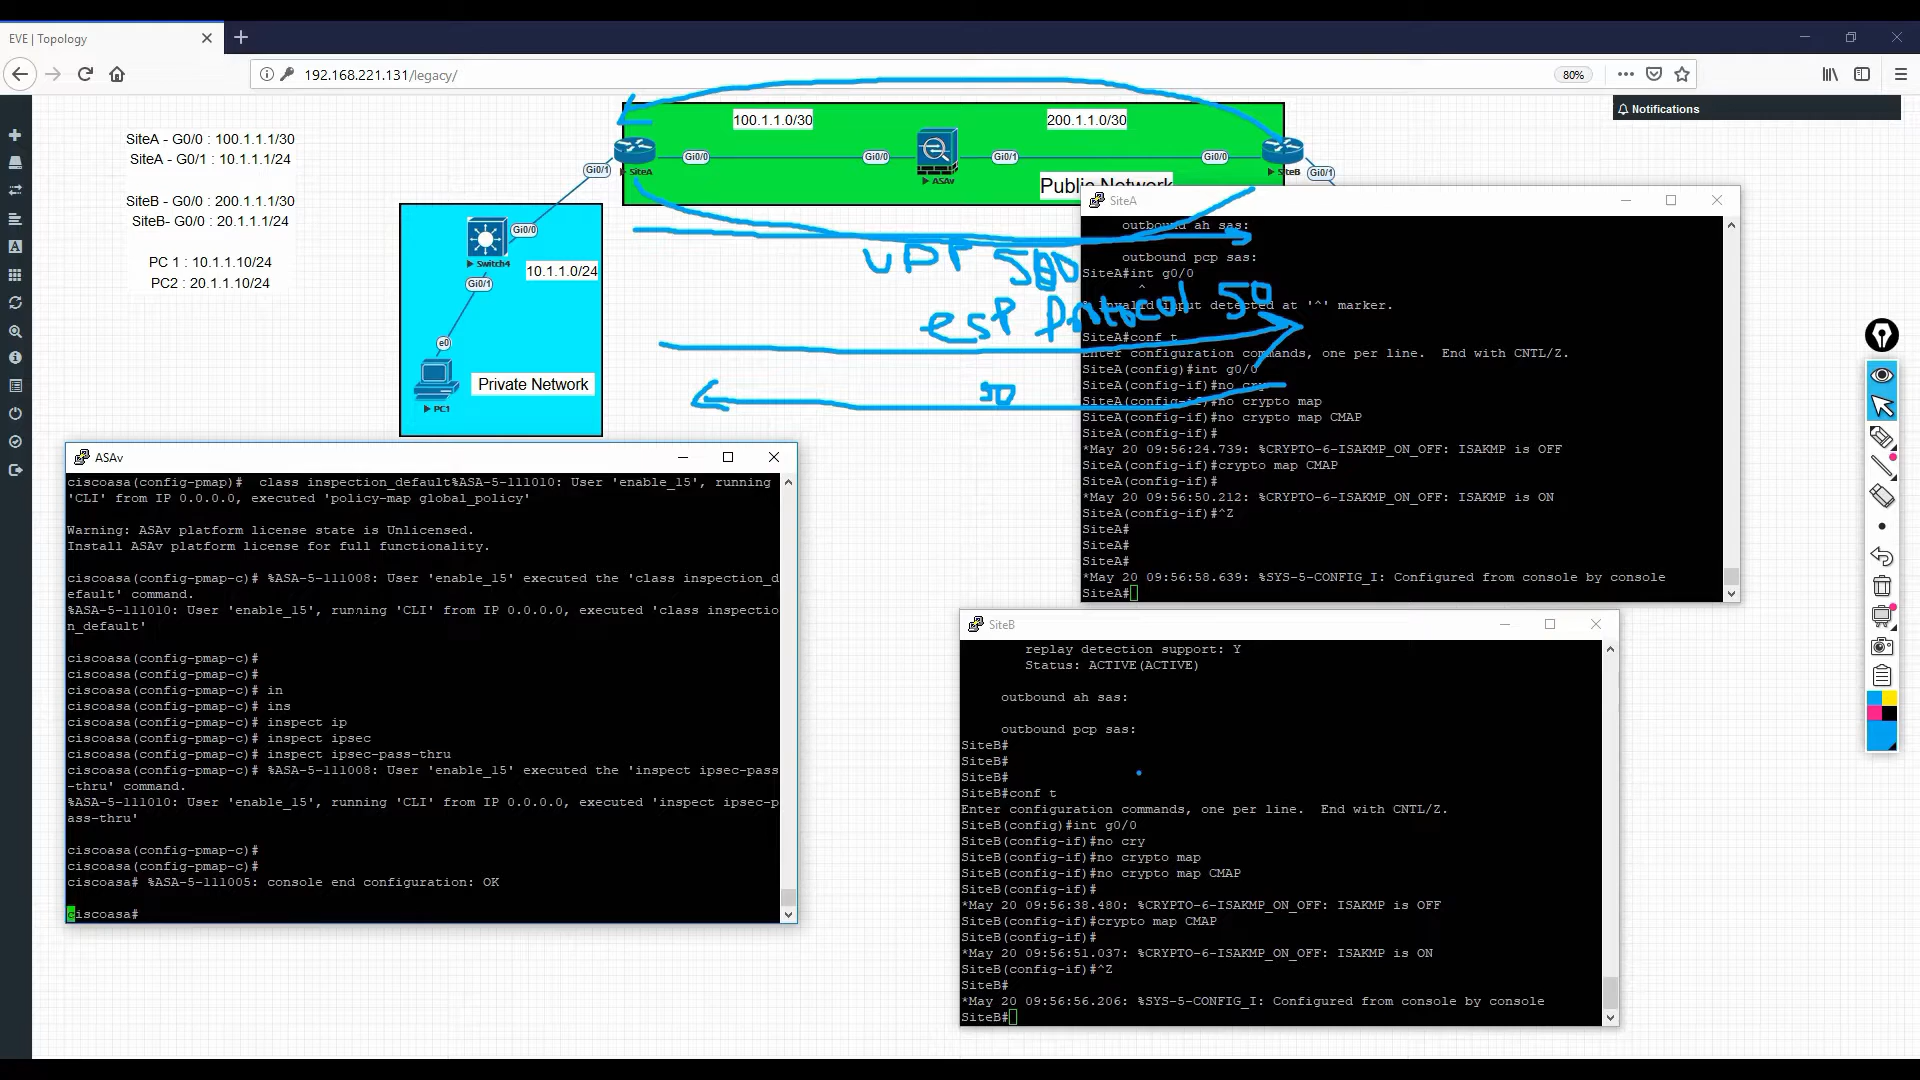 EVE | Topology
192.168.221.131/legacy/
80%
Notifications
SiteA - G0/0 : 100.1.1.1/30
SiteA - G0/1 : 10.1.1.1/24
SiteB - G0/0 : 200.1.1.1/30
SiteB- G0/0 : 20.1.1.1/24
PC 1 : 10.1.1.10/24
PC2 : 20.1.1.10/24
100.1.1.0/30
200.1.1.0/30
Gi0/1
SiteA
Gi0/0
Gi0/0
ASAv
Gi0/1
Gi0/0
SiteB
Gi0/1
Public Network
Switch4
Gi0/0
10.1.1.0/24
Gi0/1
e0
PC1
Private Network
UDP 500
esp protocol 50
50
SiteA
outbound ah sas:
outbound pcp sas:
SiteA#int g0/0
^
% Invalid input detected at '^' marker.
SiteA#conf t
Enter configuration commands, one per line.  End with CNTL/Z.
SiteA(config)#int g0/0
SiteA(config-if)#no cry
SiteA(config-if)#no crypto map
SiteA(config-if)#no crypto map CMAP
SiteA(config-if)#
*May 20 09:56:24.739: %CRYPTO-6-ISAKMP_ON_OFF: ISAKMP is OFF
SiteA(config-if)#crypto map CMAP
SiteA(config-if)#
*May 20 09:56:50.212: %CRYPTO-6-ISAKMP_ON_OFF: ISAKMP is ON
SiteA(config-if)#^Z
SiteA#
SiteA#
SiteA#
*May 20 09:56:58.639: %SYS-5-CONFIG_I: Configured from console by console
SiteA#
ASAv
ciscoasa(config-pmap)#  class inspection_default%ASA-5-111010: User 'enable_15', running
'CLI' from IP 0.0.0.0, executed 'policy-map global_policy'
Warning: ASAv platform license state is Unlicensed.
Install ASAv platform license for full functionality.
ciscoasa(config-pmap-c)# %ASA-5-111008: User 'enable_15' executed the 'class inspection_d
efault' command.
%ASA-5-111010: User 'enable_15', running 'CLI' from IP 0.0.0.0, executed 'class inspectio
n_default'
ciscoasa(config-pmap-c)#
ciscoasa(config-pmap-c)#
ciscoasa(config-pmap-c)# in
ciscoasa(config-pmap-c)# ins
ciscoasa(config-pmap-c)# inspect ip
ciscoasa(config-pmap-c)# inspect ipsec
ciscoasa(config-pmap-c)# inspect ipsec-pass-thru
ciscoasa(config-pmap-c)# %ASA-5-111008: User 'enable_15' executed the 'inspect ipsec-pass
-thru' command.
%ASA-5-111010: User 'enable_15', running 'CLI' from IP 0.0.0.0, executed 'inspect ipsec-p
ass-thru'
ciscoasa(config-pmap-c)#
ciscoasa(config-pmap-c)#
ciscoasa# %ASA-5-111005: console end configuration: OK
ciscoasa#
SiteB
replay detection support: Y
Status: ACTIVE(ACTIVE)
outbound ah sas:
outbound pcp sas:
SiteB#
SiteB#
SiteB#
SiteB#conf t
Enter configuration commands, one per line.  End with CNTL/Z.
SiteB(config)#int g0/0
SiteB(config-if)#no cry
SiteB(config-if)#no crypto map
SiteB(config-if)#no crypto map CMAP
SiteB(config-if)#
*May 20 09:56:38.480: %CRYPTO-6-ISAKMP_ON_OFF: ISAKMP is OFF
SiteB(config-if)#crypto map CMAP
SiteB(config-if)#
*May 20 09:56:51.037: %CRYPTO-6-ISAKMP_ON_OFF: ISAKMP is ON
SiteB(config-if)#^Z
SiteB#
*May 20 09:56:56.206: %SYS-5-CONFIG_I: Configured from console by console
SiteB#